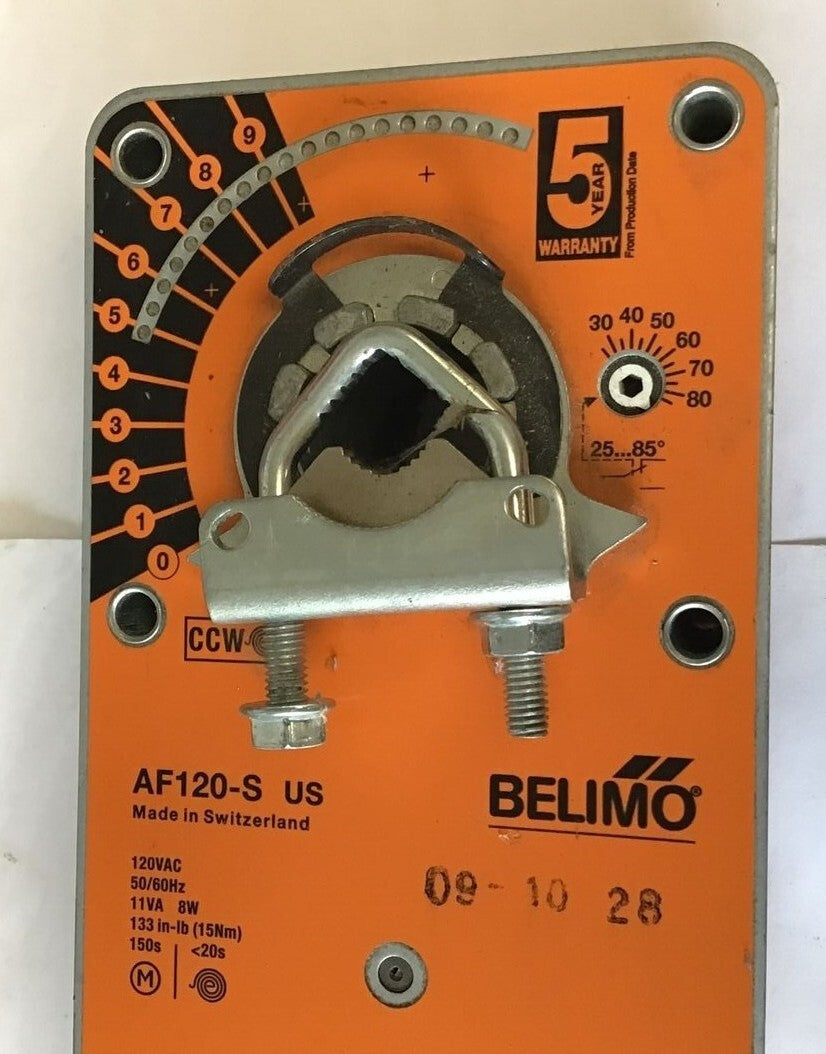 9
8
7
6
5
4
3
2
1
0
5
YEAR
WARRANTY
From Production Date
30 40 50
60
70
80
25...85°
CCW
AF120-S US
Made in Switzerland
BELIMO®
120VAC
50/60Hz
11VA 8W
133 in-lb (15Nm)
150s <20s
M
09-10 28